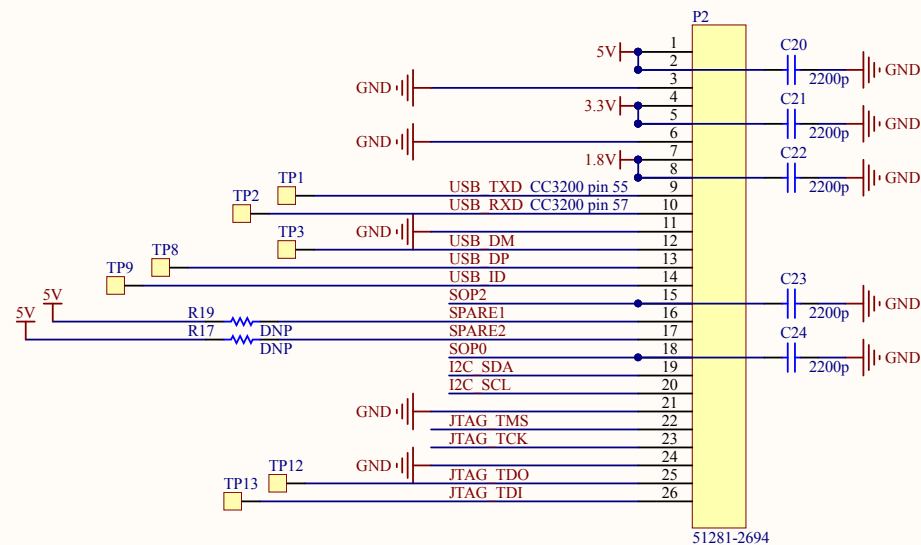 P2
1
5V
C20
2
GND
2200p
GND
3
4
3.3V
C21
5
GND
2200p
GND
6
7
1.8V
C22
8
GND
2200p
TP1
USB_TXD CC3200 pin 55
9
TP2
USB_RXD CC3200 pin 57
10
GND
11
TP3
USB_DM
12
TP8
USB_DP
13
TP9
USB_ID
14
C23
SOP2
15
GND
2200p
5V
R19
SPARE1
16
5V
R17
DNP
SPARE2
17
DNP
C24
SOP0
18
GND
2200p
I2C_SDA
19
I2C_SCL
20
GND
21
JTAG_TMS
22
JTAG_TCK
23
GND
24
TP12
JTAG_TDO
25
TP13
JTAG_TDI
26
51281-2694